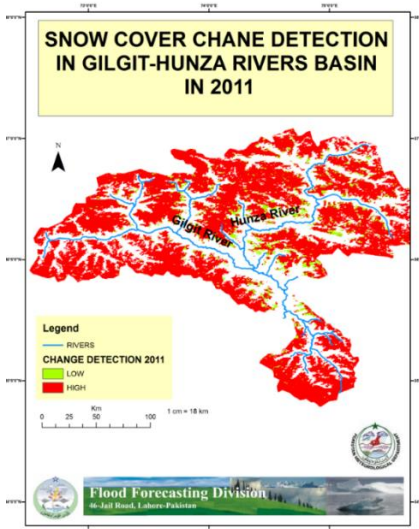 SNOW COVER CHANE DETECTION
IN GILGIT-HUNZA RIVERS BASIN
IN 2011
N
Hunza River
Gilgit River
Legend
RIVERS
CHANGE DETECTION 2011
LOW
HIGH
Km
0 25 50 100
1 cm = 18 km
Flood Forecasting Division
46-Jail Road, Lahore-Pakistan